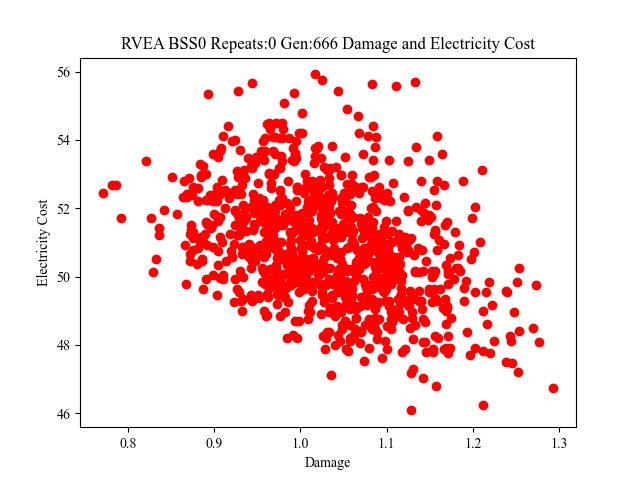 RVEA BSS0 Repeats:0 Gen:666 Damage and Electricity Cost
56
54
52
50
48
46
Electricity Cost
0.8 0.9 1.0 1.1 1.2 1.3
Damage